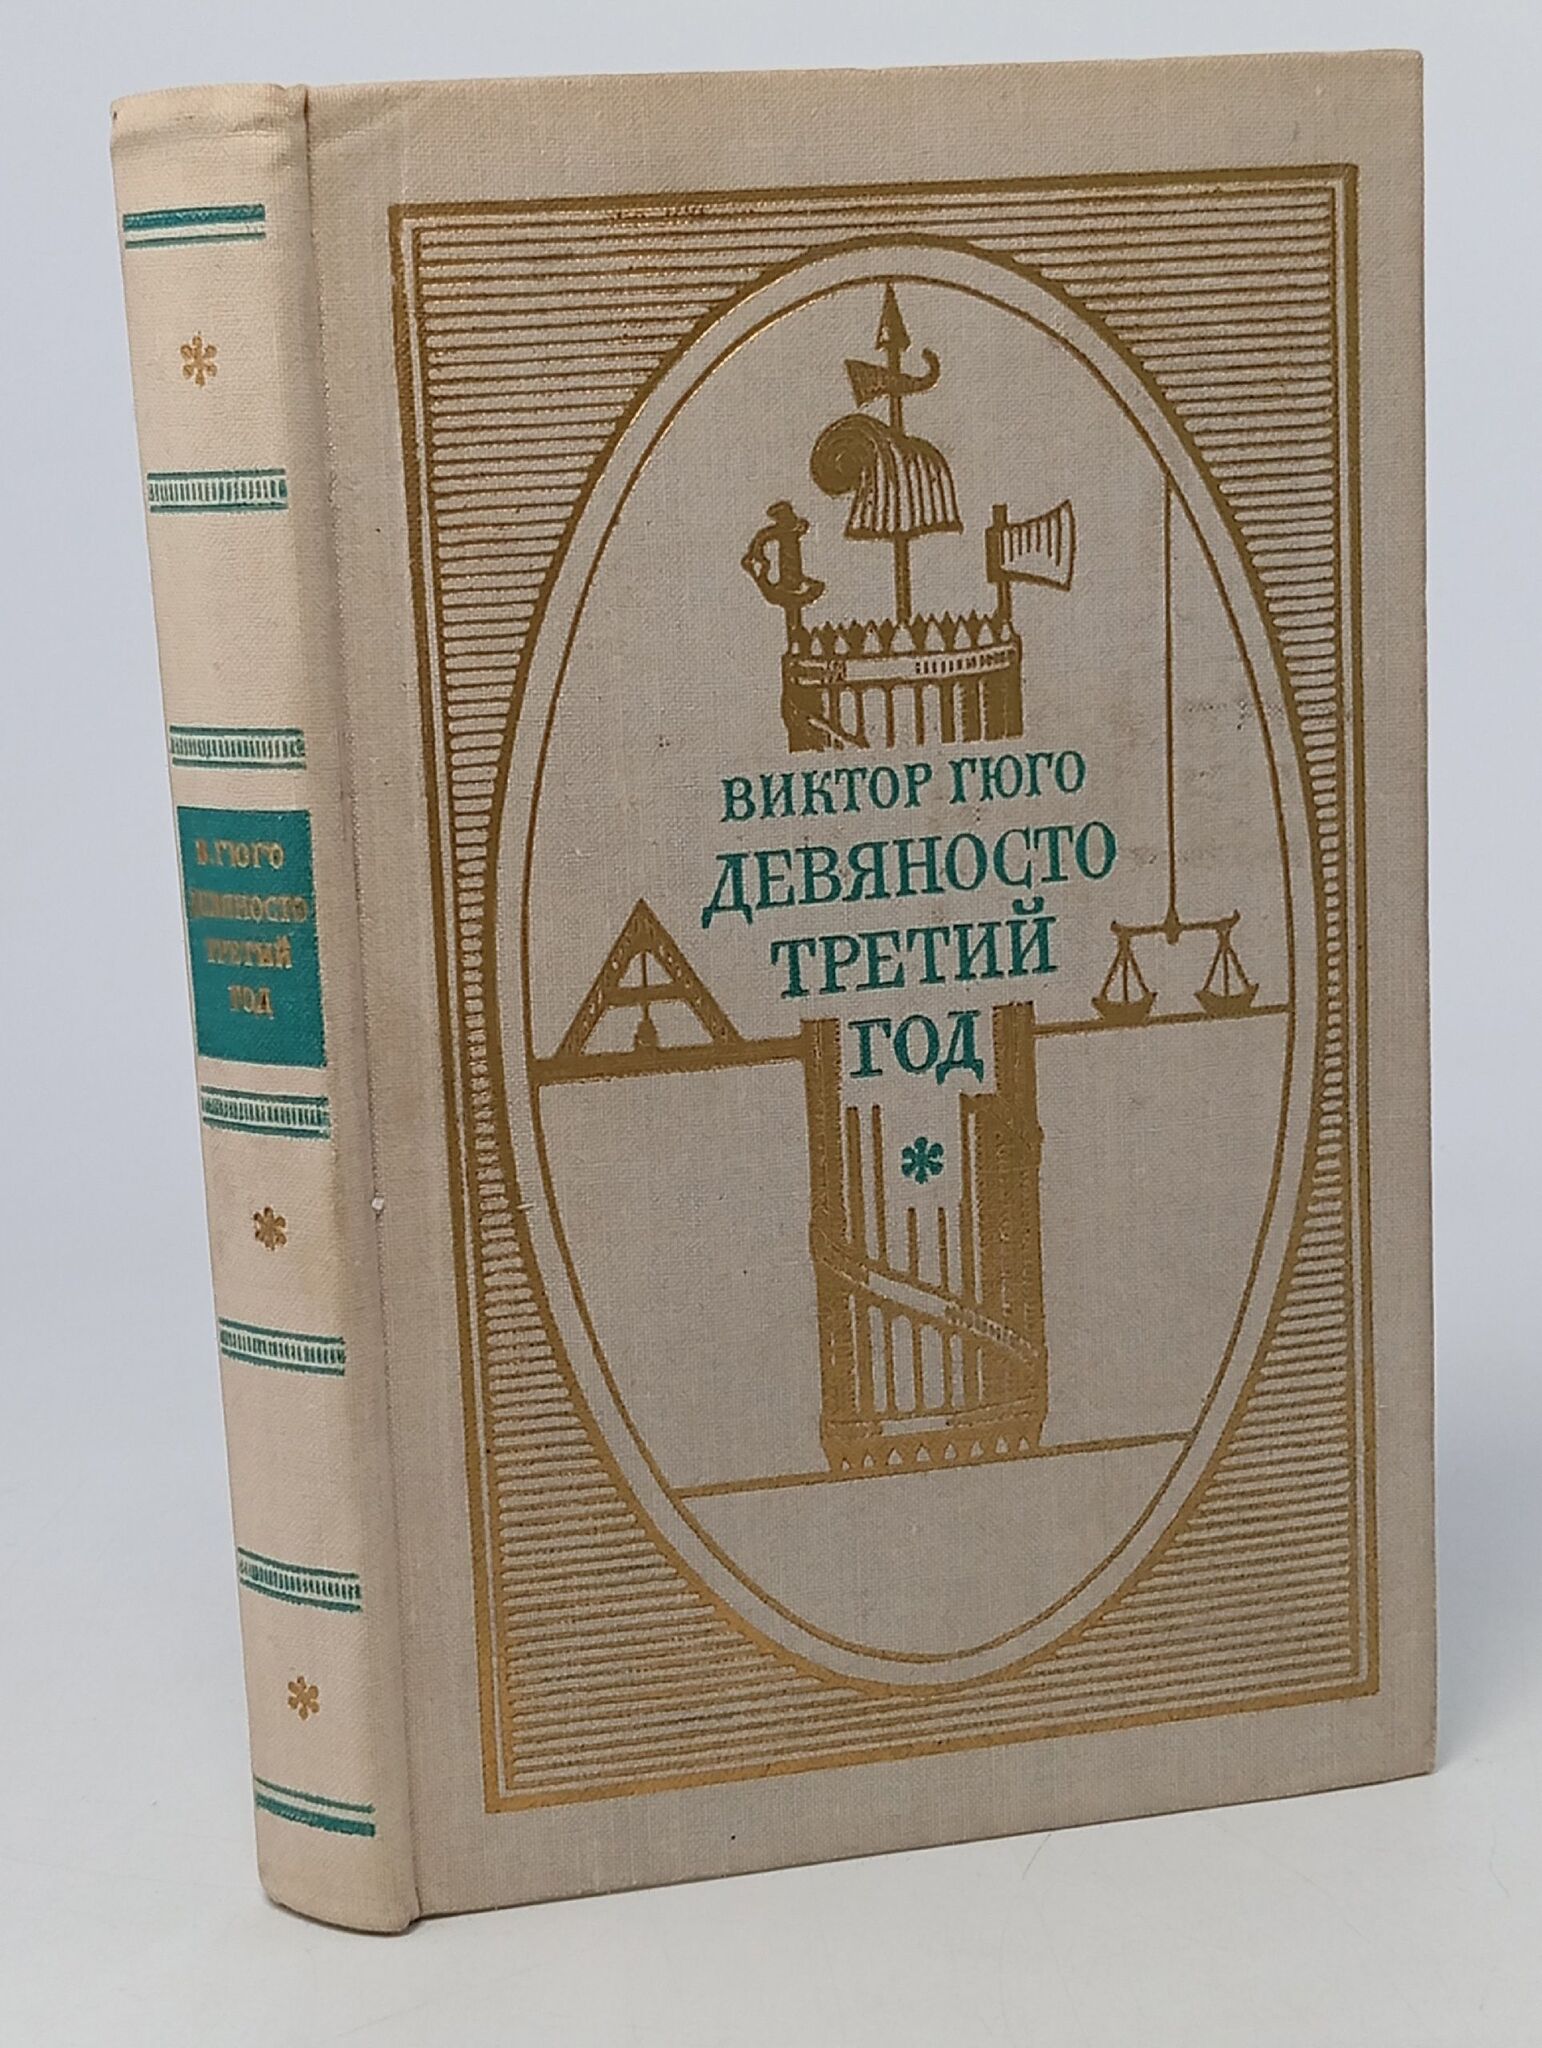 В. ГЮГО
ДЕВЯНОСТО
ТРЕТИЙ
ГОД
ВИКТОР ГЮГО
ДЕВЯНОСТО
ТРЕТИЙ
ГОД